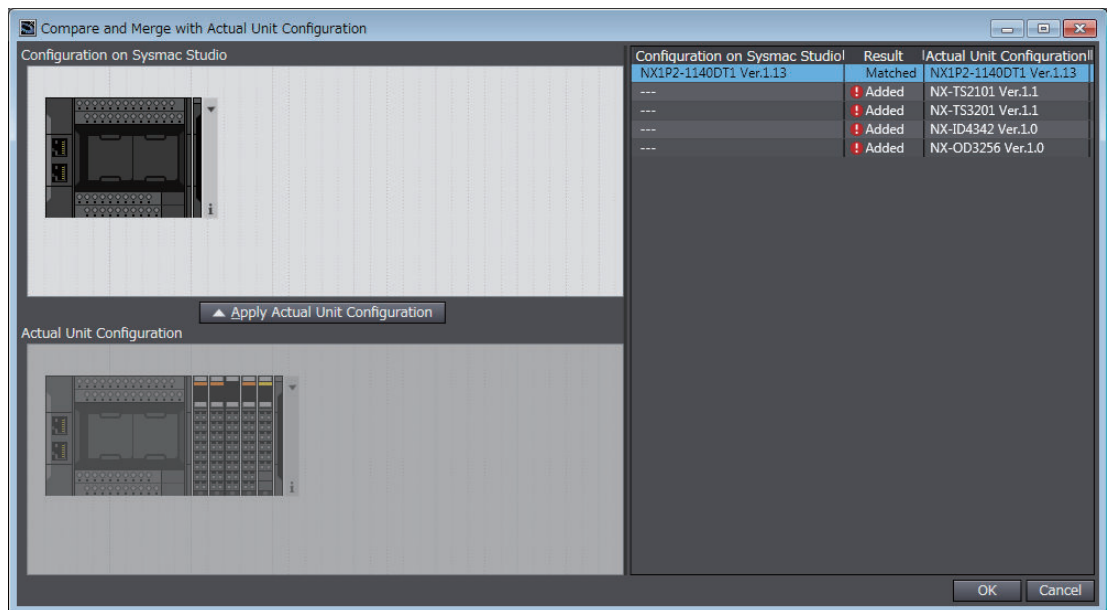 Compare and Merge with Actual Unit Configuration
Configuration on Sysmac Studio
Apply Actual Unit Configuration
Actual Unit Configuration
Configuration on Sysmac Studio Result Actual Unit Configuration
NX1P2-1140DT1 Ver.1.13 Matched NX1P2-1140DT1 Ver.1.13
--- Added NX-TS2101 Ver.1.1
--- Added NX-TS3201 Ver.1.1
--- Added NX-ID4342 Ver.1.0
--- Added NX-OD3256 Ver.1.0
OK Cancel